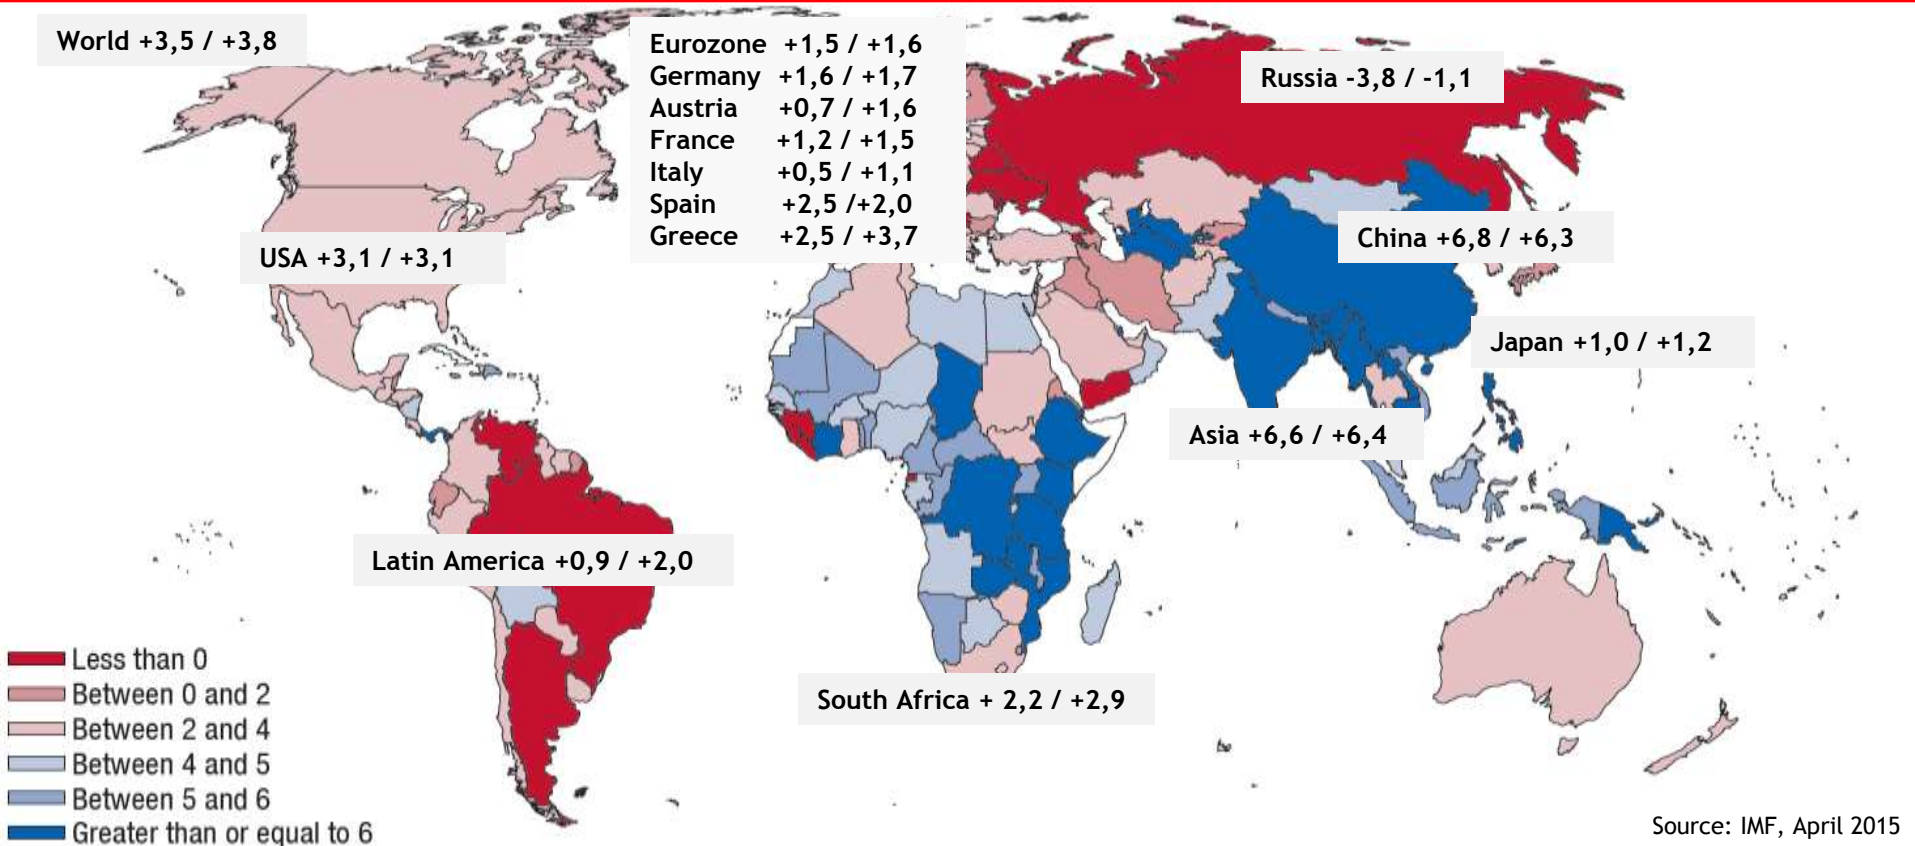 World +3,5 / +3,8
Eurozone +1,5 / +1,6
Germany +1,6 / +1,7
Austria +0,7 / +1,6
France +1,2 / +1,5
Italy +0,5 / +1,1
Spain +2,5 /+2,0
Greece +2,5 / +3,7
Russia -3,8 / -1,1
USA +3,1 / +3,1
China +6,8 / +6,3
Japan +1,0 / +1,2
Asia +6,6 / +6,4
Latin America +0,9 / +2,0
South Africa + 2,2 / +2,9
Less than 0
Between 0 and 2
Between 2 and 4
Between 4 and 5
Between 5 and 6
Greater than or equal to 6
Source: IMF, April 2015